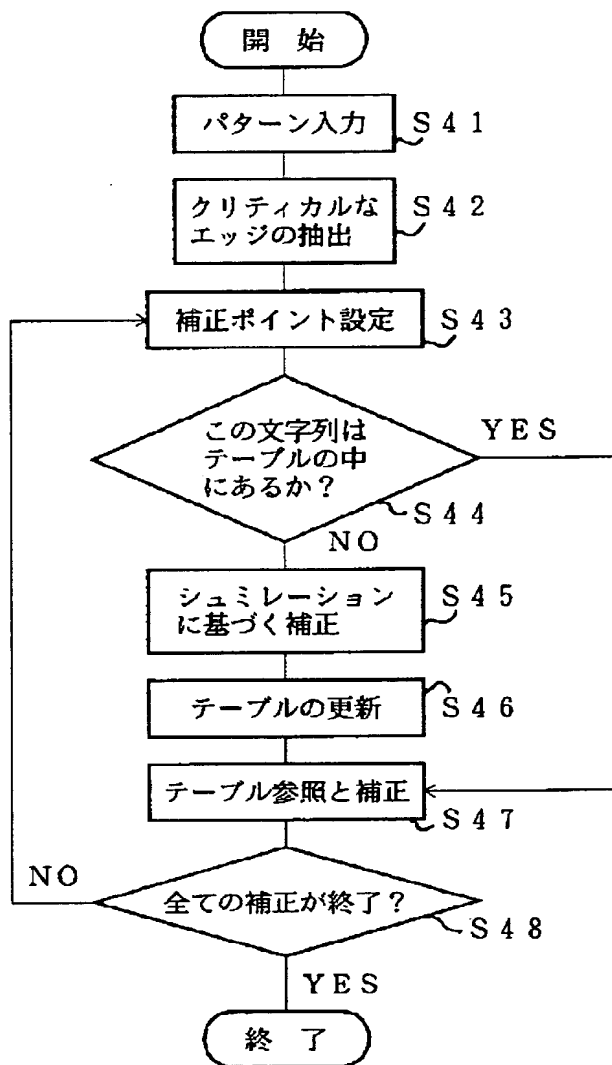 開 始
パターン入力
S41
クリティカルな
エッジの抽出
S42
補正ポイント設定
S43
この文字列は
テーブルの中
にあるか？
YES
S44
NO
シュミレーション
に基づく補正
S45
テーブルの更新
S46
テーブル参照と補正
S47
NO
全ての補正が終了？
S48
YES
終 了